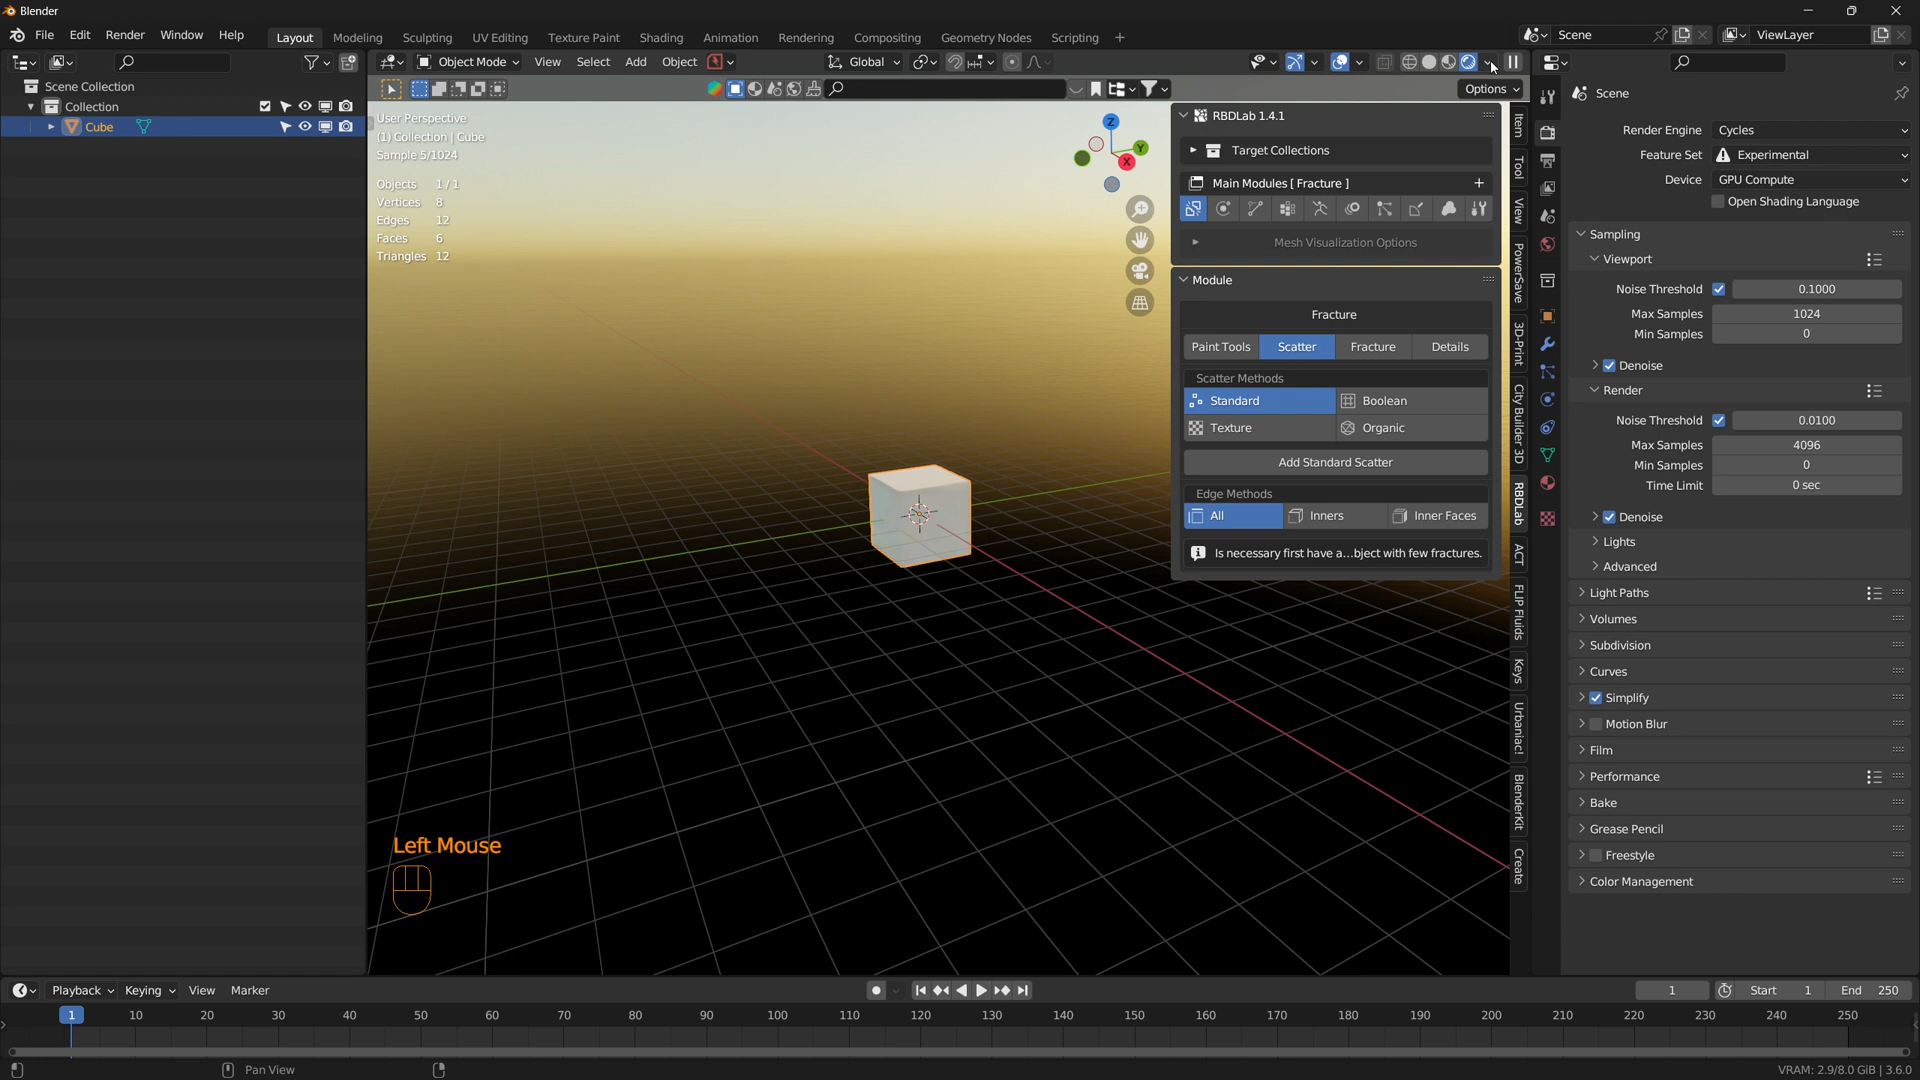 Blender
File Edit Render Window Help Layout Modeling Sculpting UV Editing Texture Paint Shading Animation Rendering Compositing Geometry Nodes Scripting + Scene ViewLayer
Object Mode View Select Add Object Global
Options
Scene Collection
Collection
Cube
User Perspective
(1) Collection | Cube
Sample 5/1024
Objects 1/1
Vertices 8
Edges 12
Faces 6
Triangles 12
Z
Y
X
RBDLab 1.4.1
Target Collections
Main Modules [ Fracture ] +
Mesh Visualization Options
Module
Fracture
Paint Tools Scatter Fracture Details
Scatter Methods
Standard Boolean
Texture Organic
Add Standard Scatter
Edge Methods
All Inners Inner Faces
Is necessary first have a...bject with few fractures.
Item
Tool
View
PowerSave
3D-Print
City Builder 3D
RBDLab
ACT
FLIP Fluids
Keys
Urbaniac!
BlenderKit
Create
Scene
Render Engine Cycles
Feature Set Experimental
Device GPU Compute
Open Shading Language
Sampling
Viewport
Noise Threshold 0.1000
Max Samples 1024
Min Samples 0
Denoise
Render
Noise Threshold 0.0100
Max Samples 4096
Min Samples 0
Time Limit 0 sec
Denoise
Lights
Advanced
Light Paths
Volumes
Subdivision
Curves
Simplify
Motion Blur
Film
Performance
Bake
Grease Pencil
Freestyle
Color Management
Left Mouse
Playback Keying View Marker 1 Start 1 End 250
1 10 20 30 40 50 60 70 80 90 100 110 120 130 140 150 160 170 180 190 200 210 220 230 240 250
Pan View VRAM: 2.9/8.0 GiB | 3.6.0